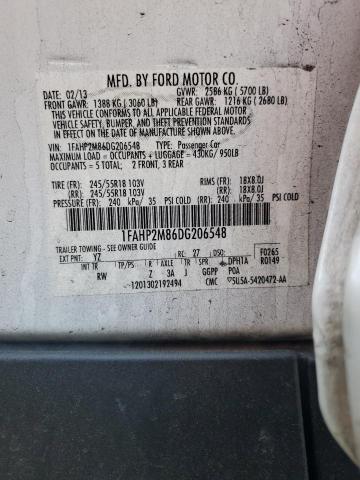 MFD. BY FORD MOTOR CO.
DATE: 02/13 GVWR: 2586 KG ( 5700 LB)
FRONT GAWR: 1388 KG ( 3060 LB) REAR GAWR: 1216 KG ( 2680 LB)
THIS VEHICLE CONFORMS TO ALL APPLICABLE FEDERAL MOTOR
VEHICLE SAFETY, BUMPER, AND THEFT PREVENTION STANDARDS
IN EFFECT ON THE DATE OF MANUFACTURE SHOWN ABOVE.
VIN: 1FAHP2M86DG206548 TYPE: Passenger Car
MAXIMUM LOAD = OCCUPANTS + LUGGAGE = 430KG / 950LB
OCCUPANTS = 5 TOTAL; 2 FRONT, 3 REAR
TIRE (FR): 245/55R18 103V RIMS (FR): 18X8.0J
(RR): 245/55R18 103V (RR): 18X8.0J
PRESSURE (FR): 240 kPa/ 35 PSI COLD (RR): 240 kPa/ 35 PSI COLD
1FAHP2M86DG206548
TRAILER TOWING - SEE OWNER GUIDE F0265
EXT PNT: YZ RC: 27 DSO: R0149
INT TR TP/PS R AXLE TR SPR DPH1A
RW Z 3A J GGPP POA
1201302192494 CMC 5U5A-5420472-AA